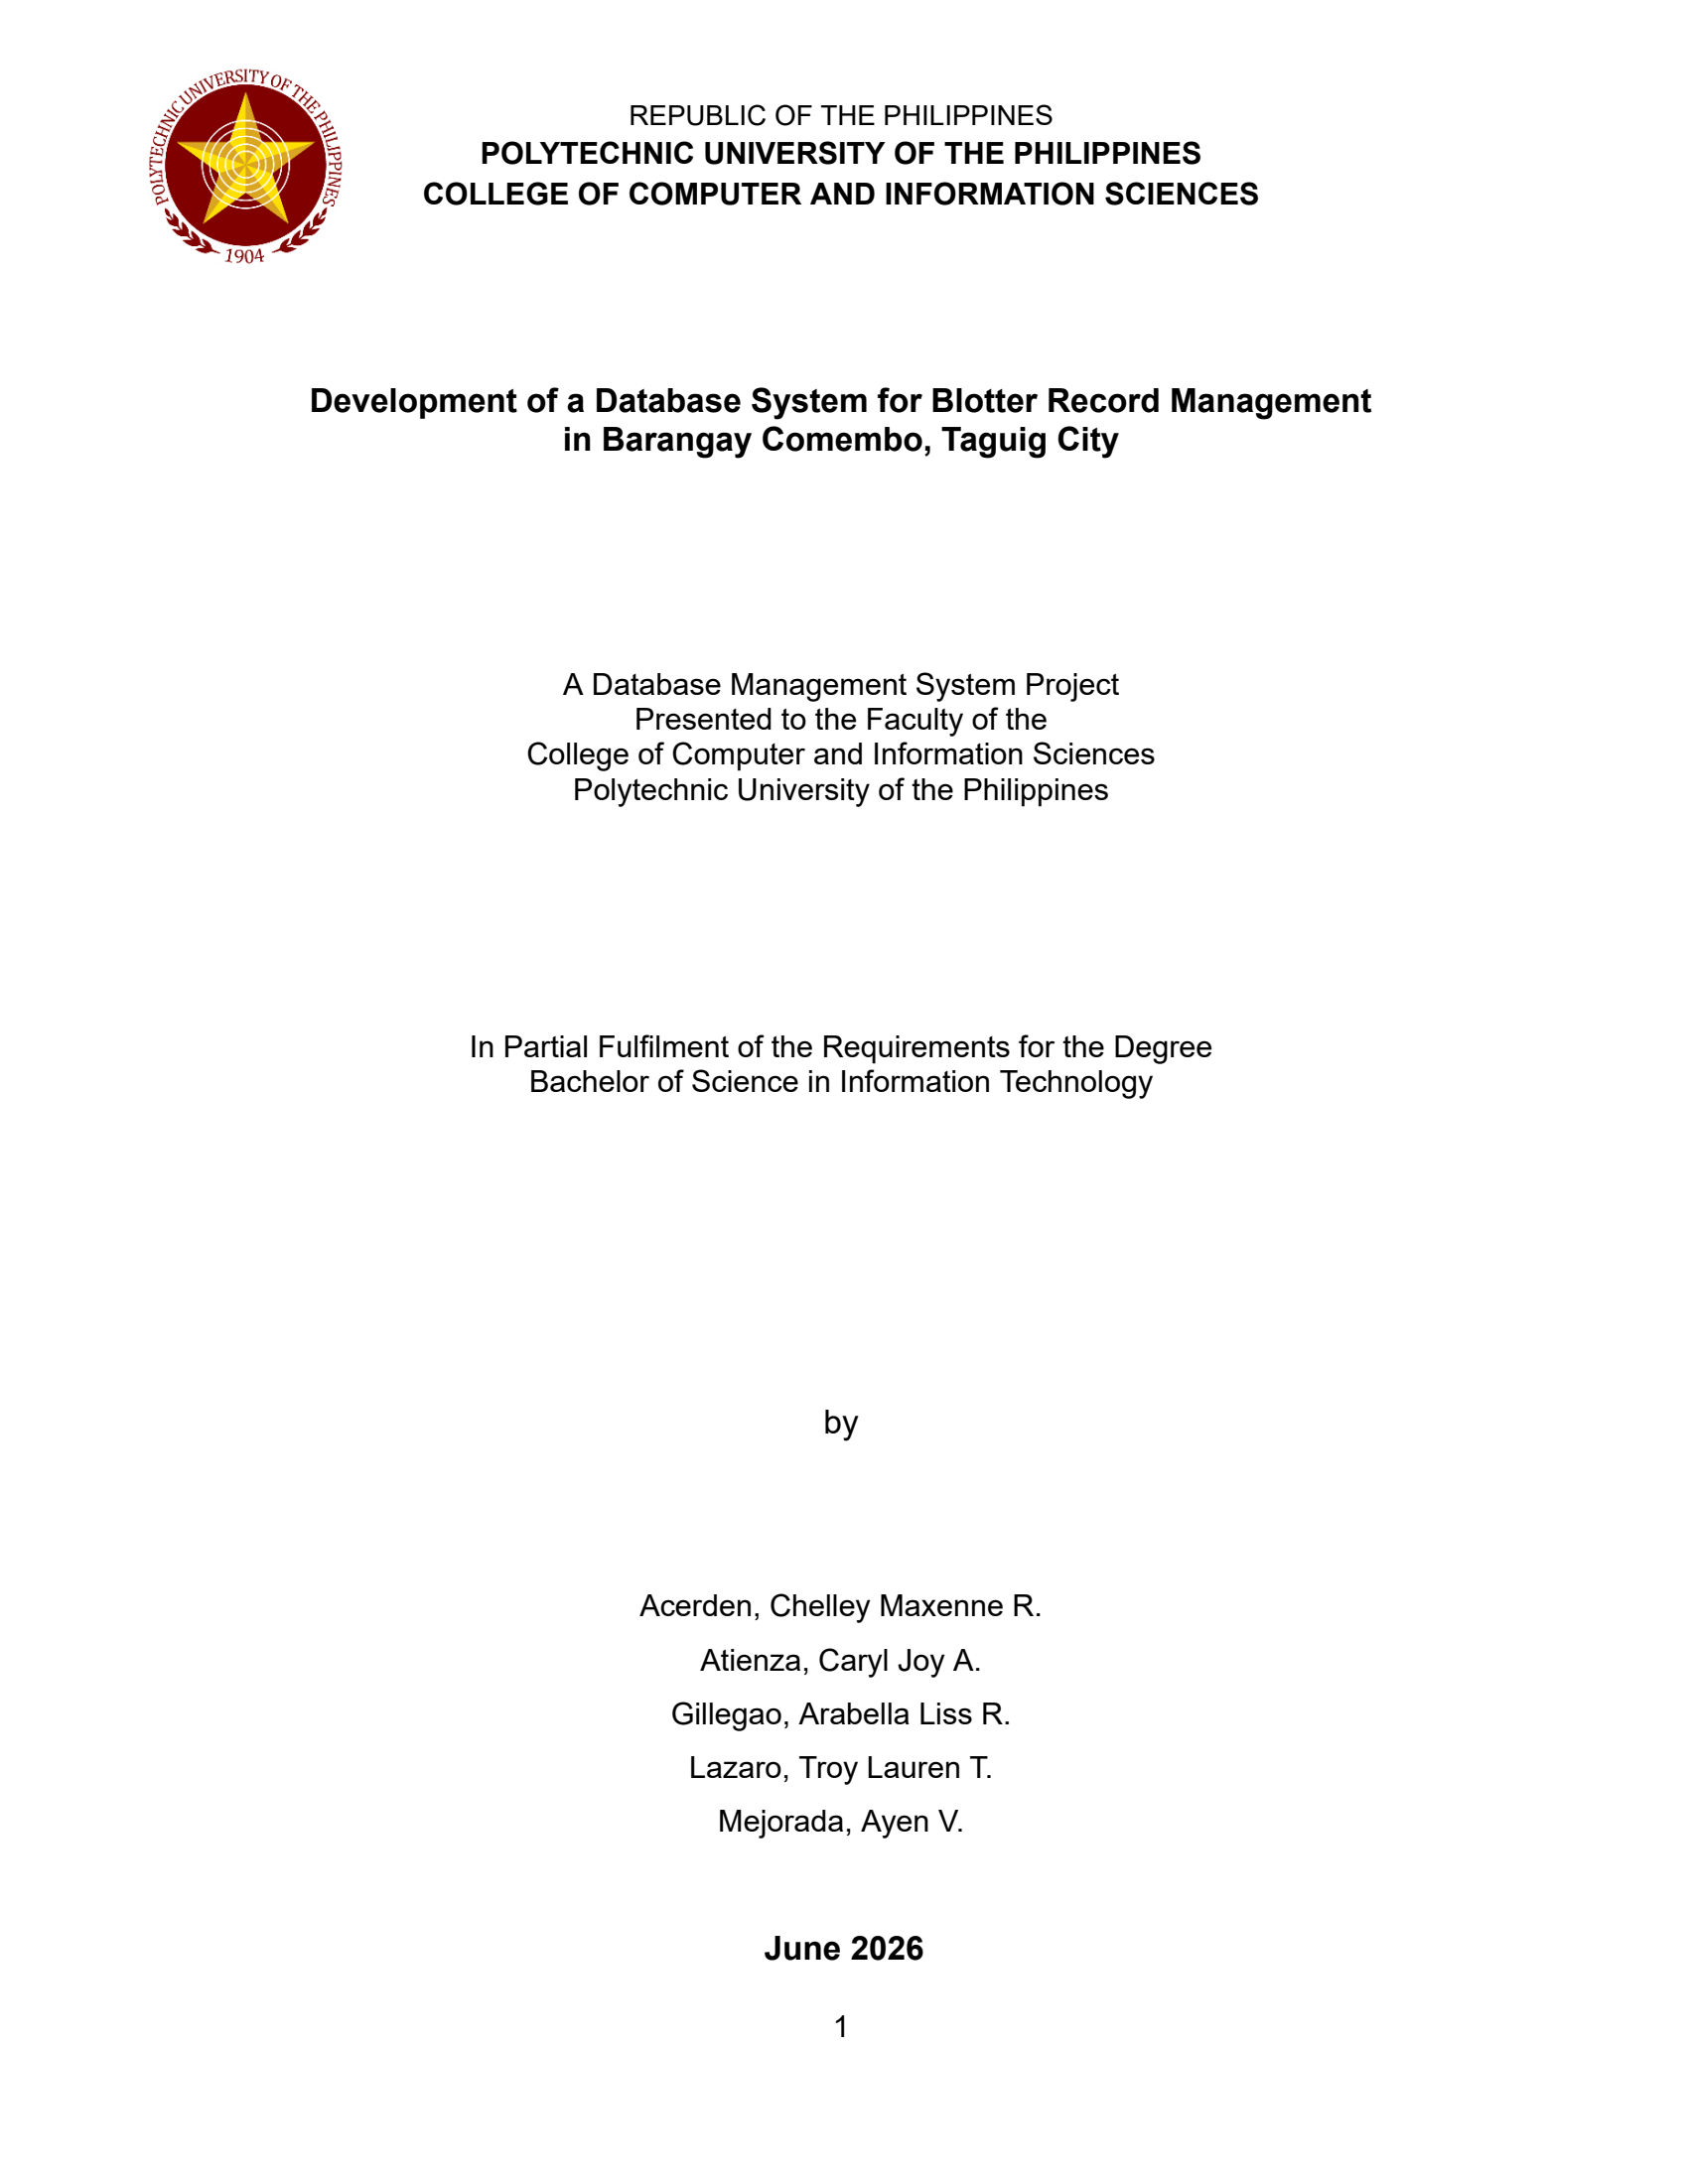 POLYTECHNIC UNIVERSITY OF THE PHILIPPINES
1904
REPUBLIC OF THE PHILIPPINES
POLYTECHNIC UNIVERSITY OF THE PHILIPPINES
COLLEGE OF COMPUTER AND INFORMATION SCIENCES
Development of a Database System for Blotter Record Management
in Barangay Comembo, Taguig City
A Database Management System Project
Presented to the Faculty of the
College of Computer and Information Sciences
Polytechnic University of the Philippines
In Partial Fulfilment of the Requirements for the Degree
Bachelor of Science in Information Technology
by
Acerden, Chelley Maxenne R.
Atienza, Caryl Joy A.
Gillegao, Arabella Liss R.
Lazaro, Troy Lauren T.
Mejorada, Ayen V.
June 2026
1